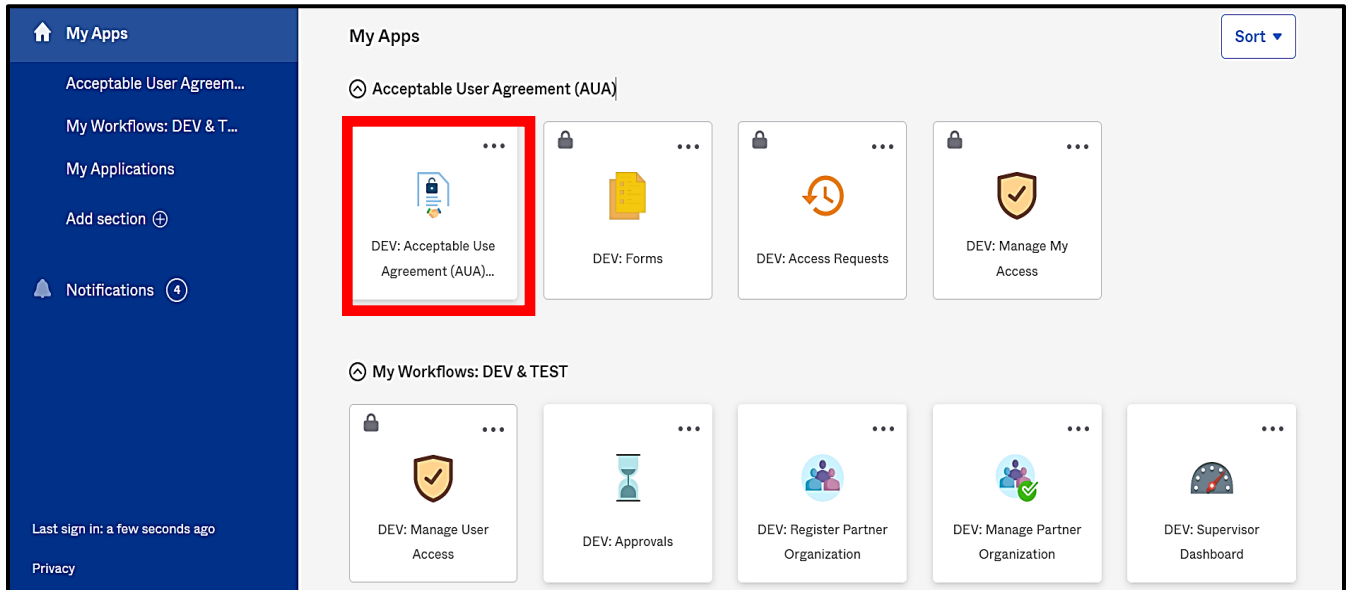 My Apps
Acceptable User Agreem...
My Workflows: DEV & T...
My Applications
Add section
Notifications 4
Last sign in: a few seconds ago
Privacy
My Apps
Sort
Acceptable User Agreement (AUA)
DEV: Acceptable Use
Agreement (AUA)...
DEV: Forms
DEV: Access Requests
DEV: Manage My
Access
My Workflows: DEV & TEST
DEV: Manage User
Access
DEV: Approvals
DEV: Register Partner
Organization
DEV: Manage Partner
Organization
DEV: Supervisor
Dashboard